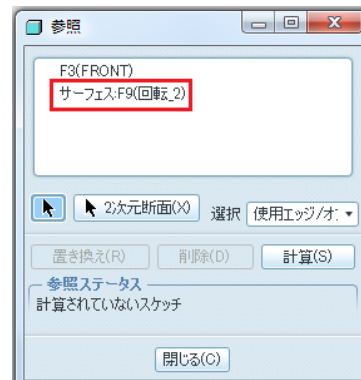 参照
F3(FRONT)
サーフェス:F9(回転_2)
2次元断面(X)
選択
使用エッジ/オ:
置き換え(R)
削除(D)
計算(S)
参照ステータス
計算されていないスケッチ
閉じる(C)